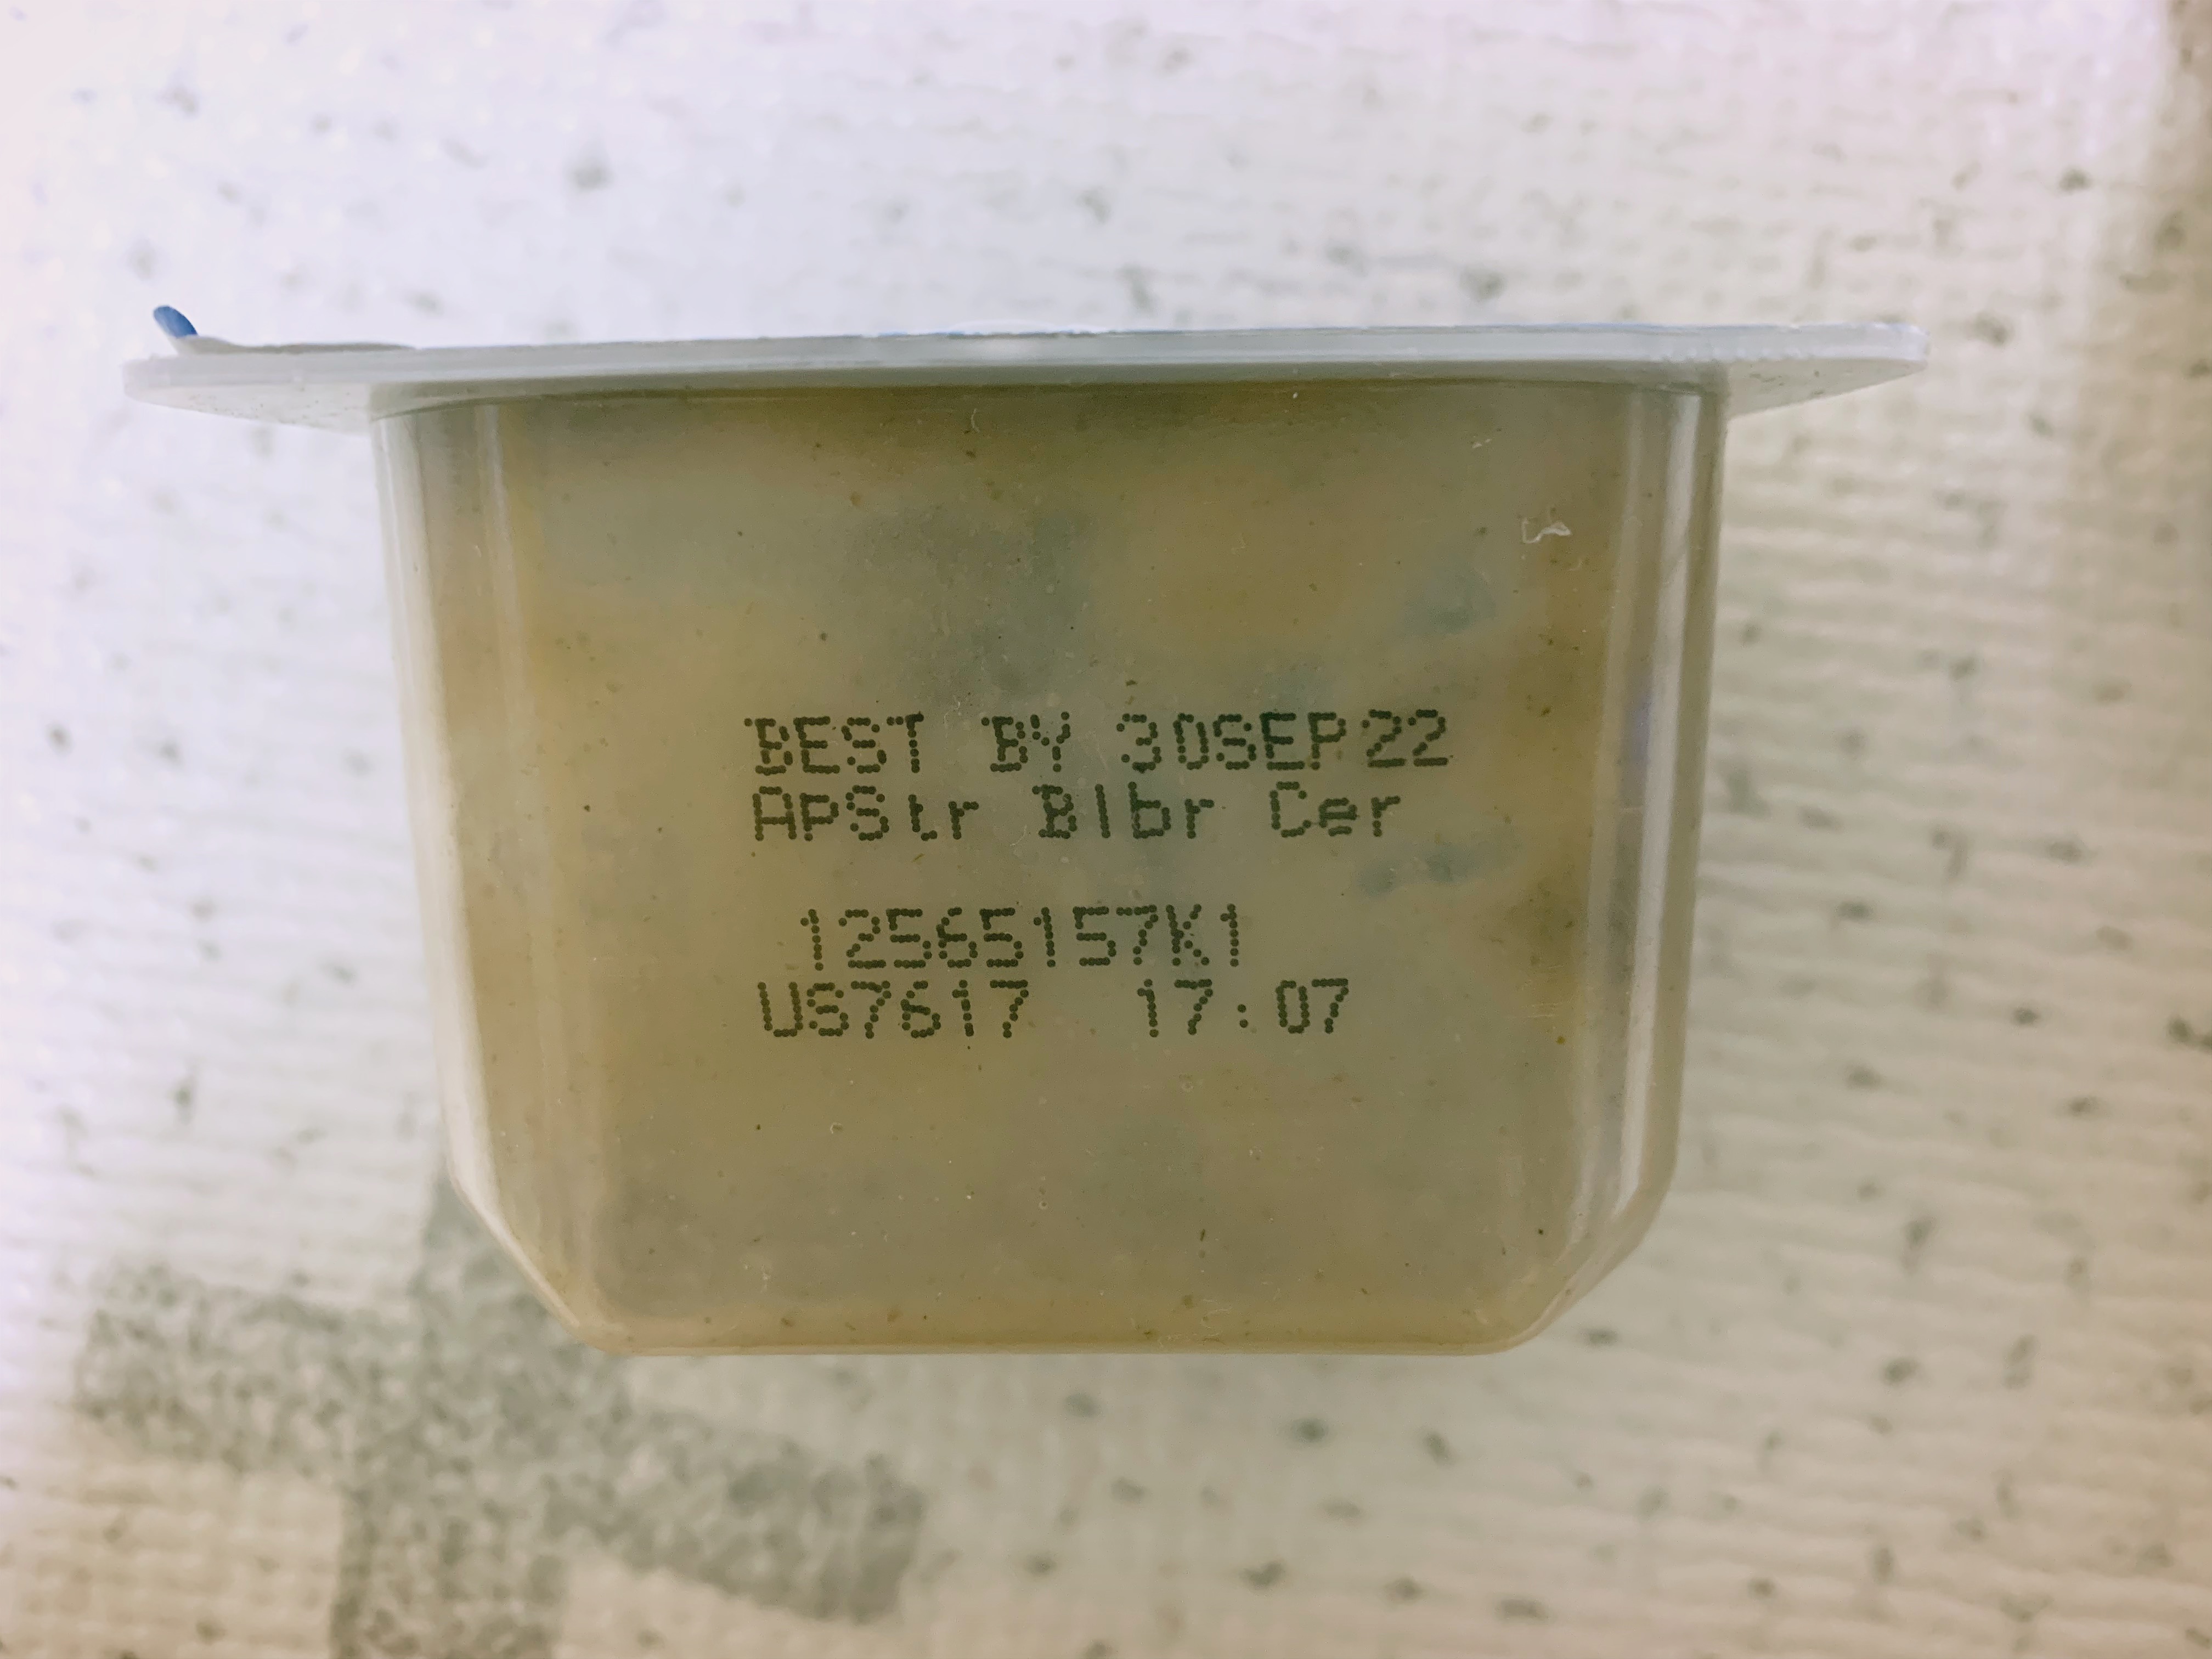 BEST BY 30SEP22
ApStr Blbr Cer
12565157K1
US7617 17:07